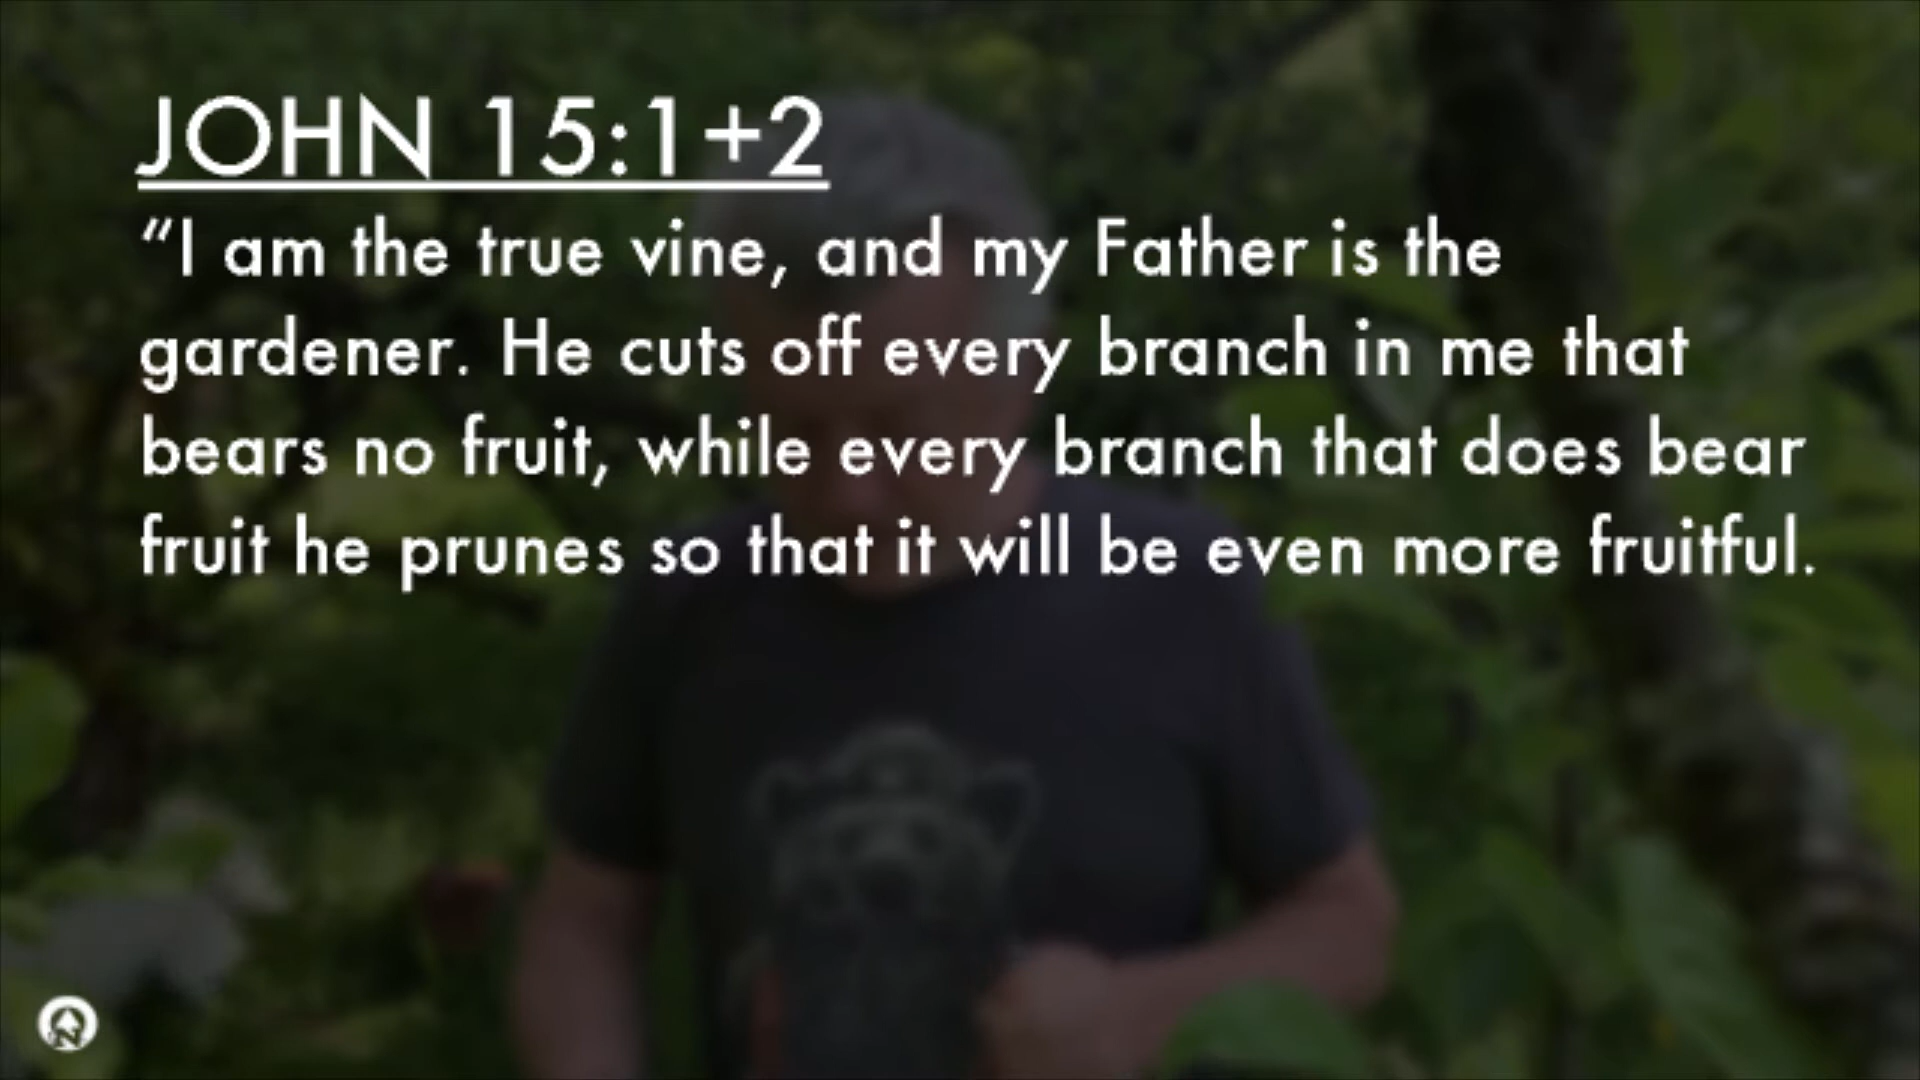 JOHN 15:1+2
“I am the true vine, and my Father is the
gardener. He cuts off every branch in me that
bears no fruit, while every branch that does bear
fruit he prunes so that it will be even more fruitful.
N